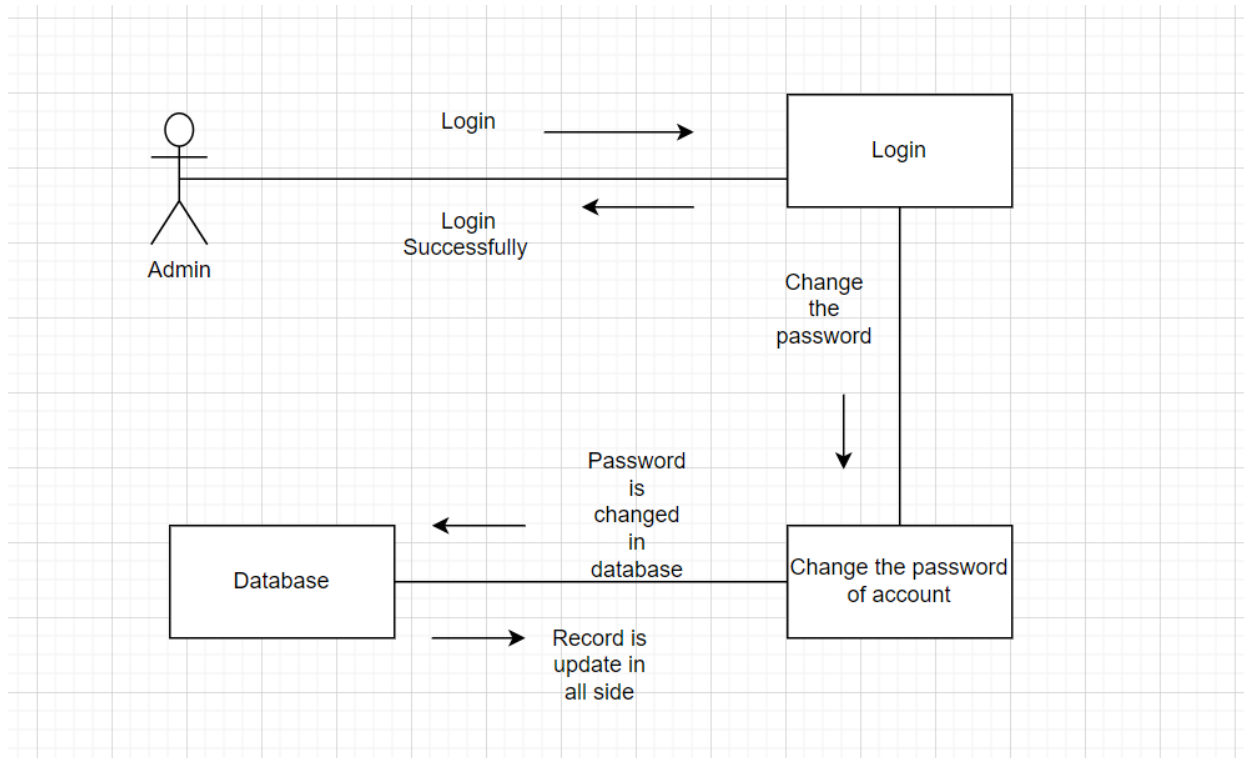 Login
Login
Login
Successfully
Admin
Change
the
password
Password
is
changed
in
database
Database
Change the password
of account
Record is
update in
all side